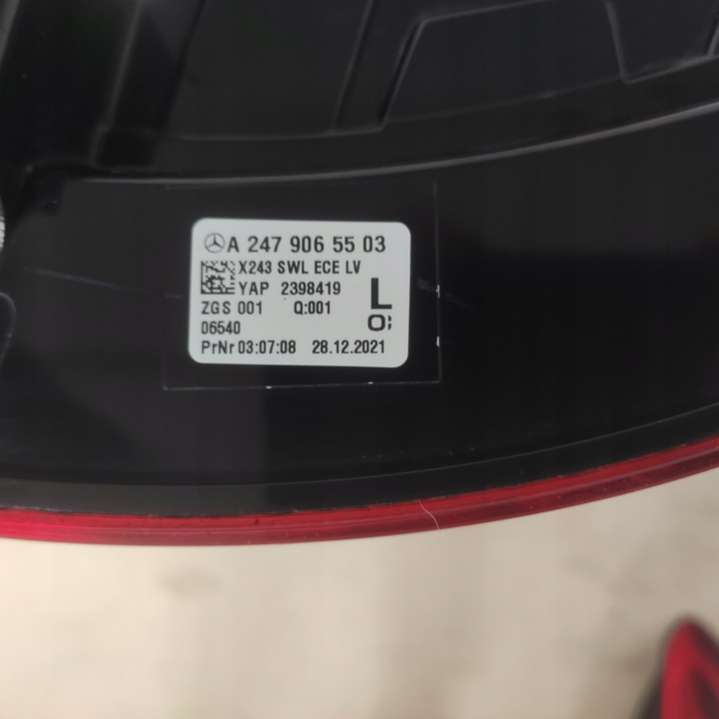 A 247 906 55 03
X243 SWL ECE LV
YAP 2398419
L
ZGS 001 Q:001
06540
PrNr 03:07:08 28.12.2021